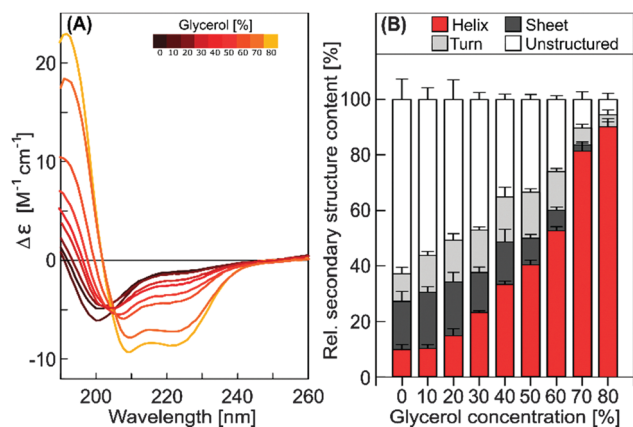 (A)
Glycerol [%]
0 10 20 30 40 50 60 70 80
20
10
0
-10
Δε [M⁻¹ cm⁻¹]
200 220 240 260
Wavelength [nm]
(B)
Helix Sheet
Turn Unstructured
100
80
60
40
20
0
Rel. secondary structure content [%]
0 10 20 30 40 50 60 70 80
Glycerol concentration [%]